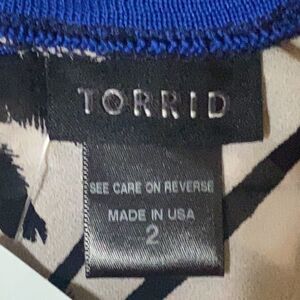 TORRID
SEE CARE ON REVERSE
MADE IN USA
2